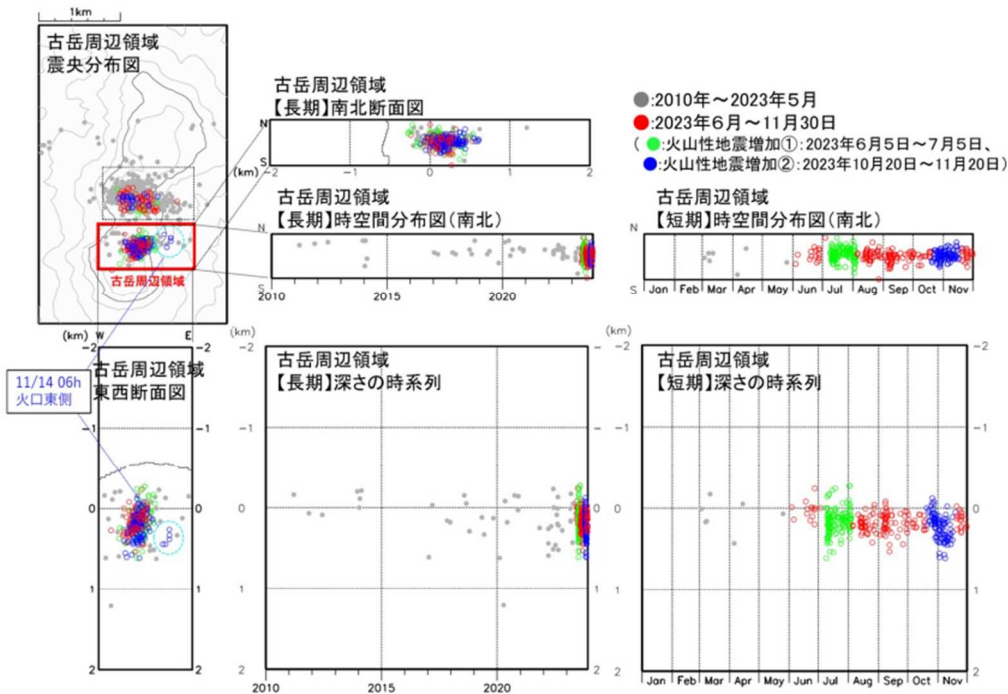 1km
古岳周辺領域
震央分布図
古岳周辺領域
(km) W E
古岳周辺領域
【長期】南北断面図
N
S
(km) -2 -1 0 1 2
●:2010年～2023年5月
●:2023年6月～11月30日
( ●:火山性地震増加①:2023年6月5日～7月5日、
●:火山性地震増加②:2023年10月20日～11月20日)
古岳周辺領域
【長期】時空間分布図(南北)
N
S
2010 2015 2020
古岳周辺領域
【短期】時空間分布図(南北)
N
S
Jan Feb Mar Apr May Jun Jul Aug Sep Oct Nov
11/14 06h
火口東側
古岳周辺領域
東西断面図
-2 -2
-1 -1
0 0
1 1
2 2
(km)
古岳周辺領域
【長期】深さの時系列
-2
-1
0
1
2
2010 2015 2020
(km)
古岳周辺領域
【短期】深さの時系列
-2
-1
0
1
2
Jan Feb Mar Apr May Jun Jul Aug Sep Oct Nov